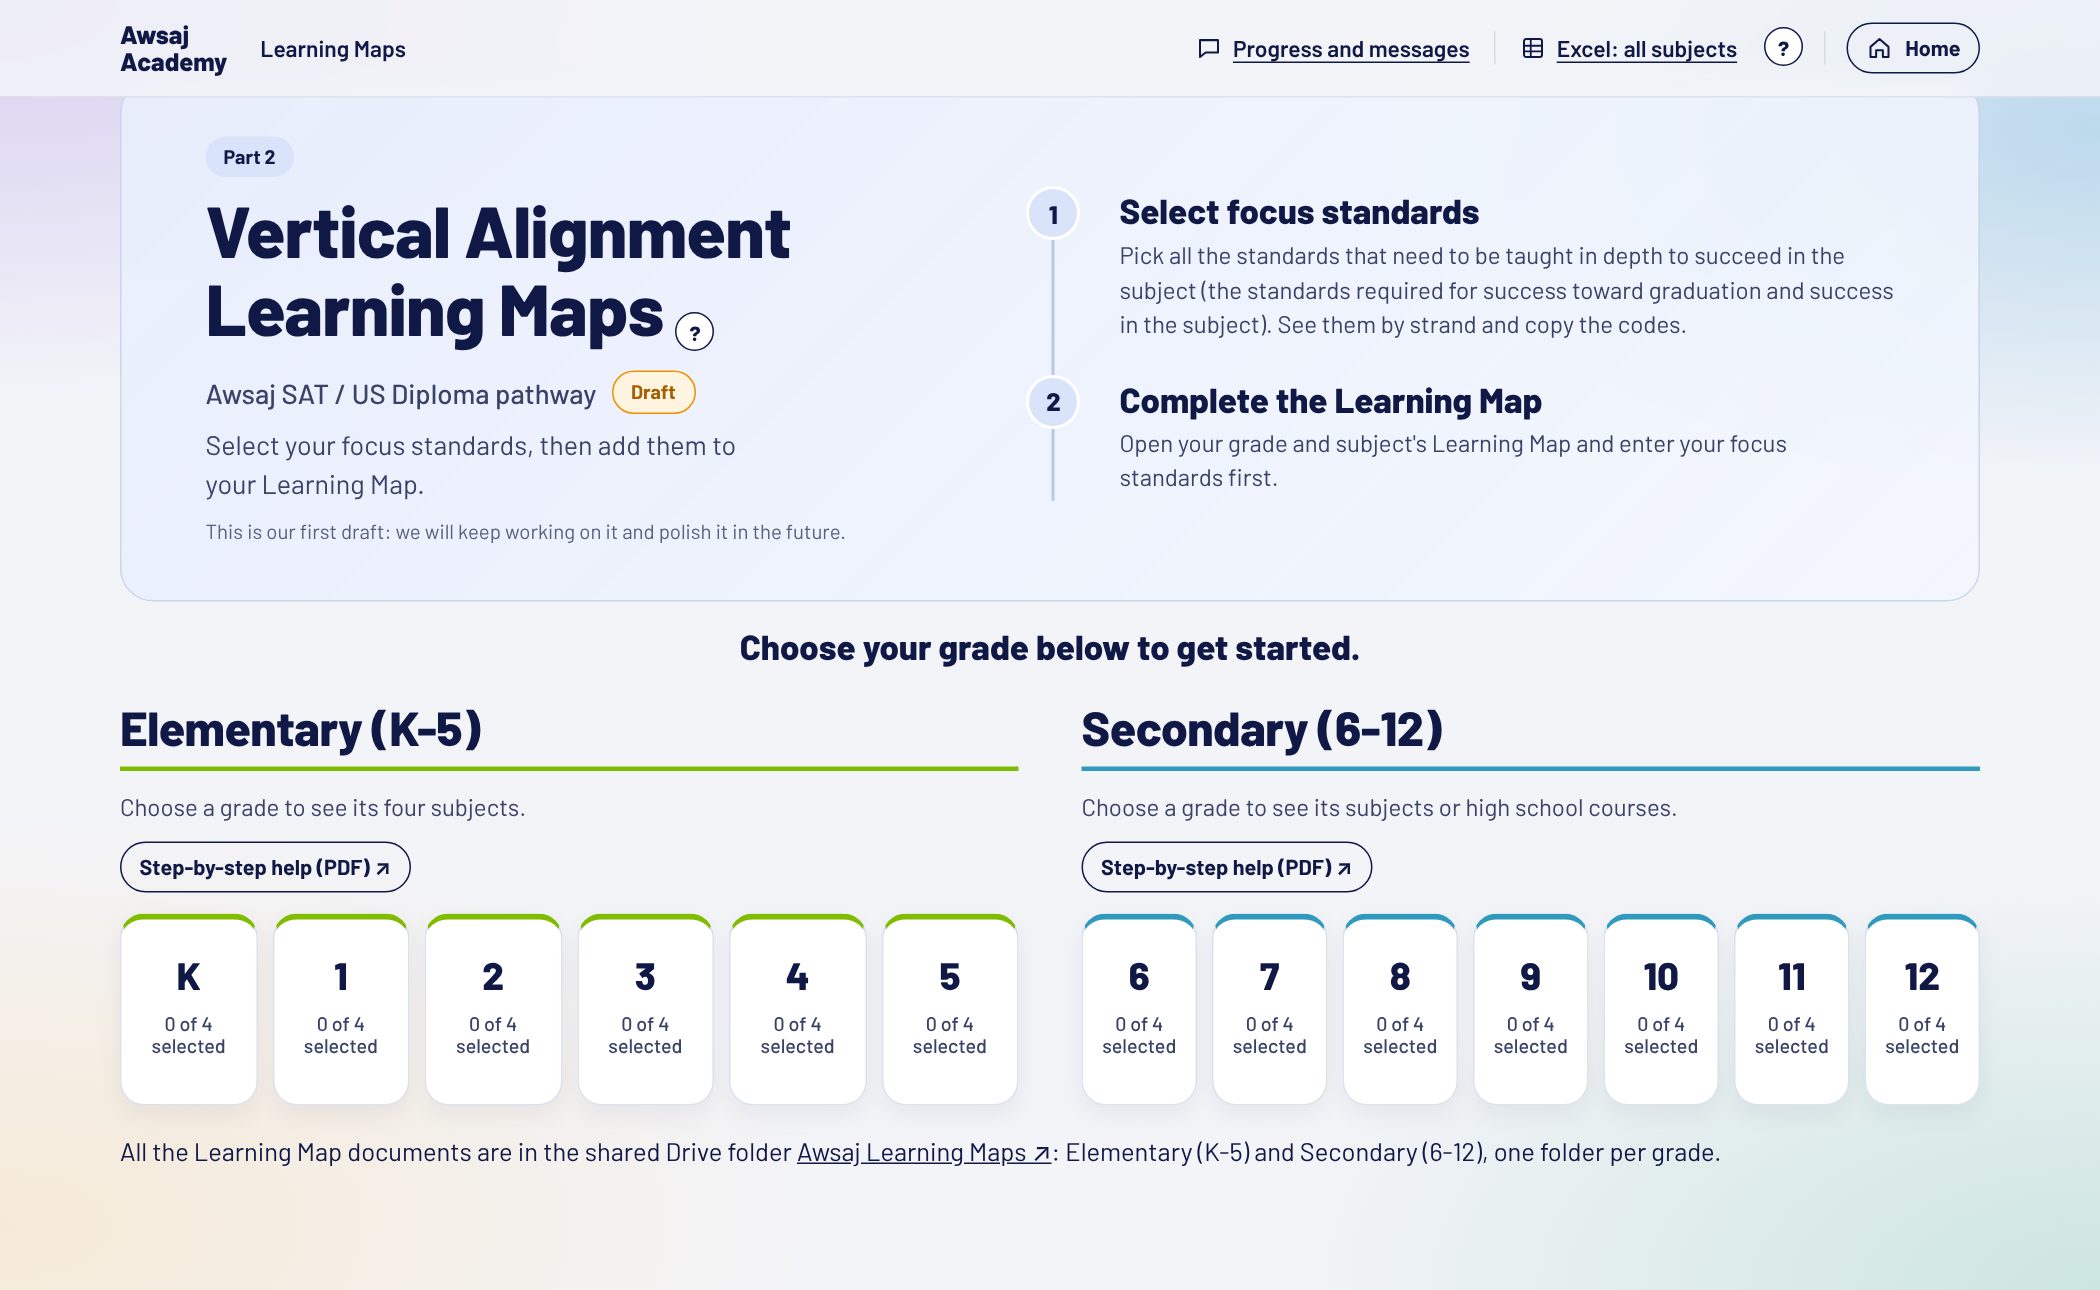 Awsaj
Academy
Learning Maps
Progress and messages
Excel: all subjects
?
Home
Part 2
Vertical Alignment
Learning Maps ?
Awsaj SAT / US Diploma pathway Draft
Select your focus standards, then add them to
your Learning Map.
This is our first draft: we will keep working on it and polish it in the future.
1 Select focus standards
Pick all the standards that need to be taught in depth to succeed in the
subject (the standards required for success toward graduation and success
in the subject). See them by strand and copy the codes.
2 Complete the Learning Map
Open your grade and subject's Learning Map and enter your focus
standards first.
Choose your grade below to get started.
Elementary (K-5)
Choose a grade to see its four subjects.
Step-by-step help (PDF) ↗
K
0 of 4
selected
1
0 of 4
selected
2
0 of 4
selected
3
0 of 4
selected
4
0 of 4
selected
5
0 of 4
selected
Secondary (6-12)
Choose a grade to see its subjects or high school courses.
Step-by-step help (PDF) ↗
6
0 of 4
selected
7
0 of 4
selected
8
0 of 4
selected
9
0 of 4
selected
10
0 of 4
selected
11
0 of 4
selected
12
0 of 4
selected
All the Learning Map documents are in the shared Drive folder Awsaj Learning Maps ↗: Elementary (K-5) and Secondary (6-12), one folder per grade.